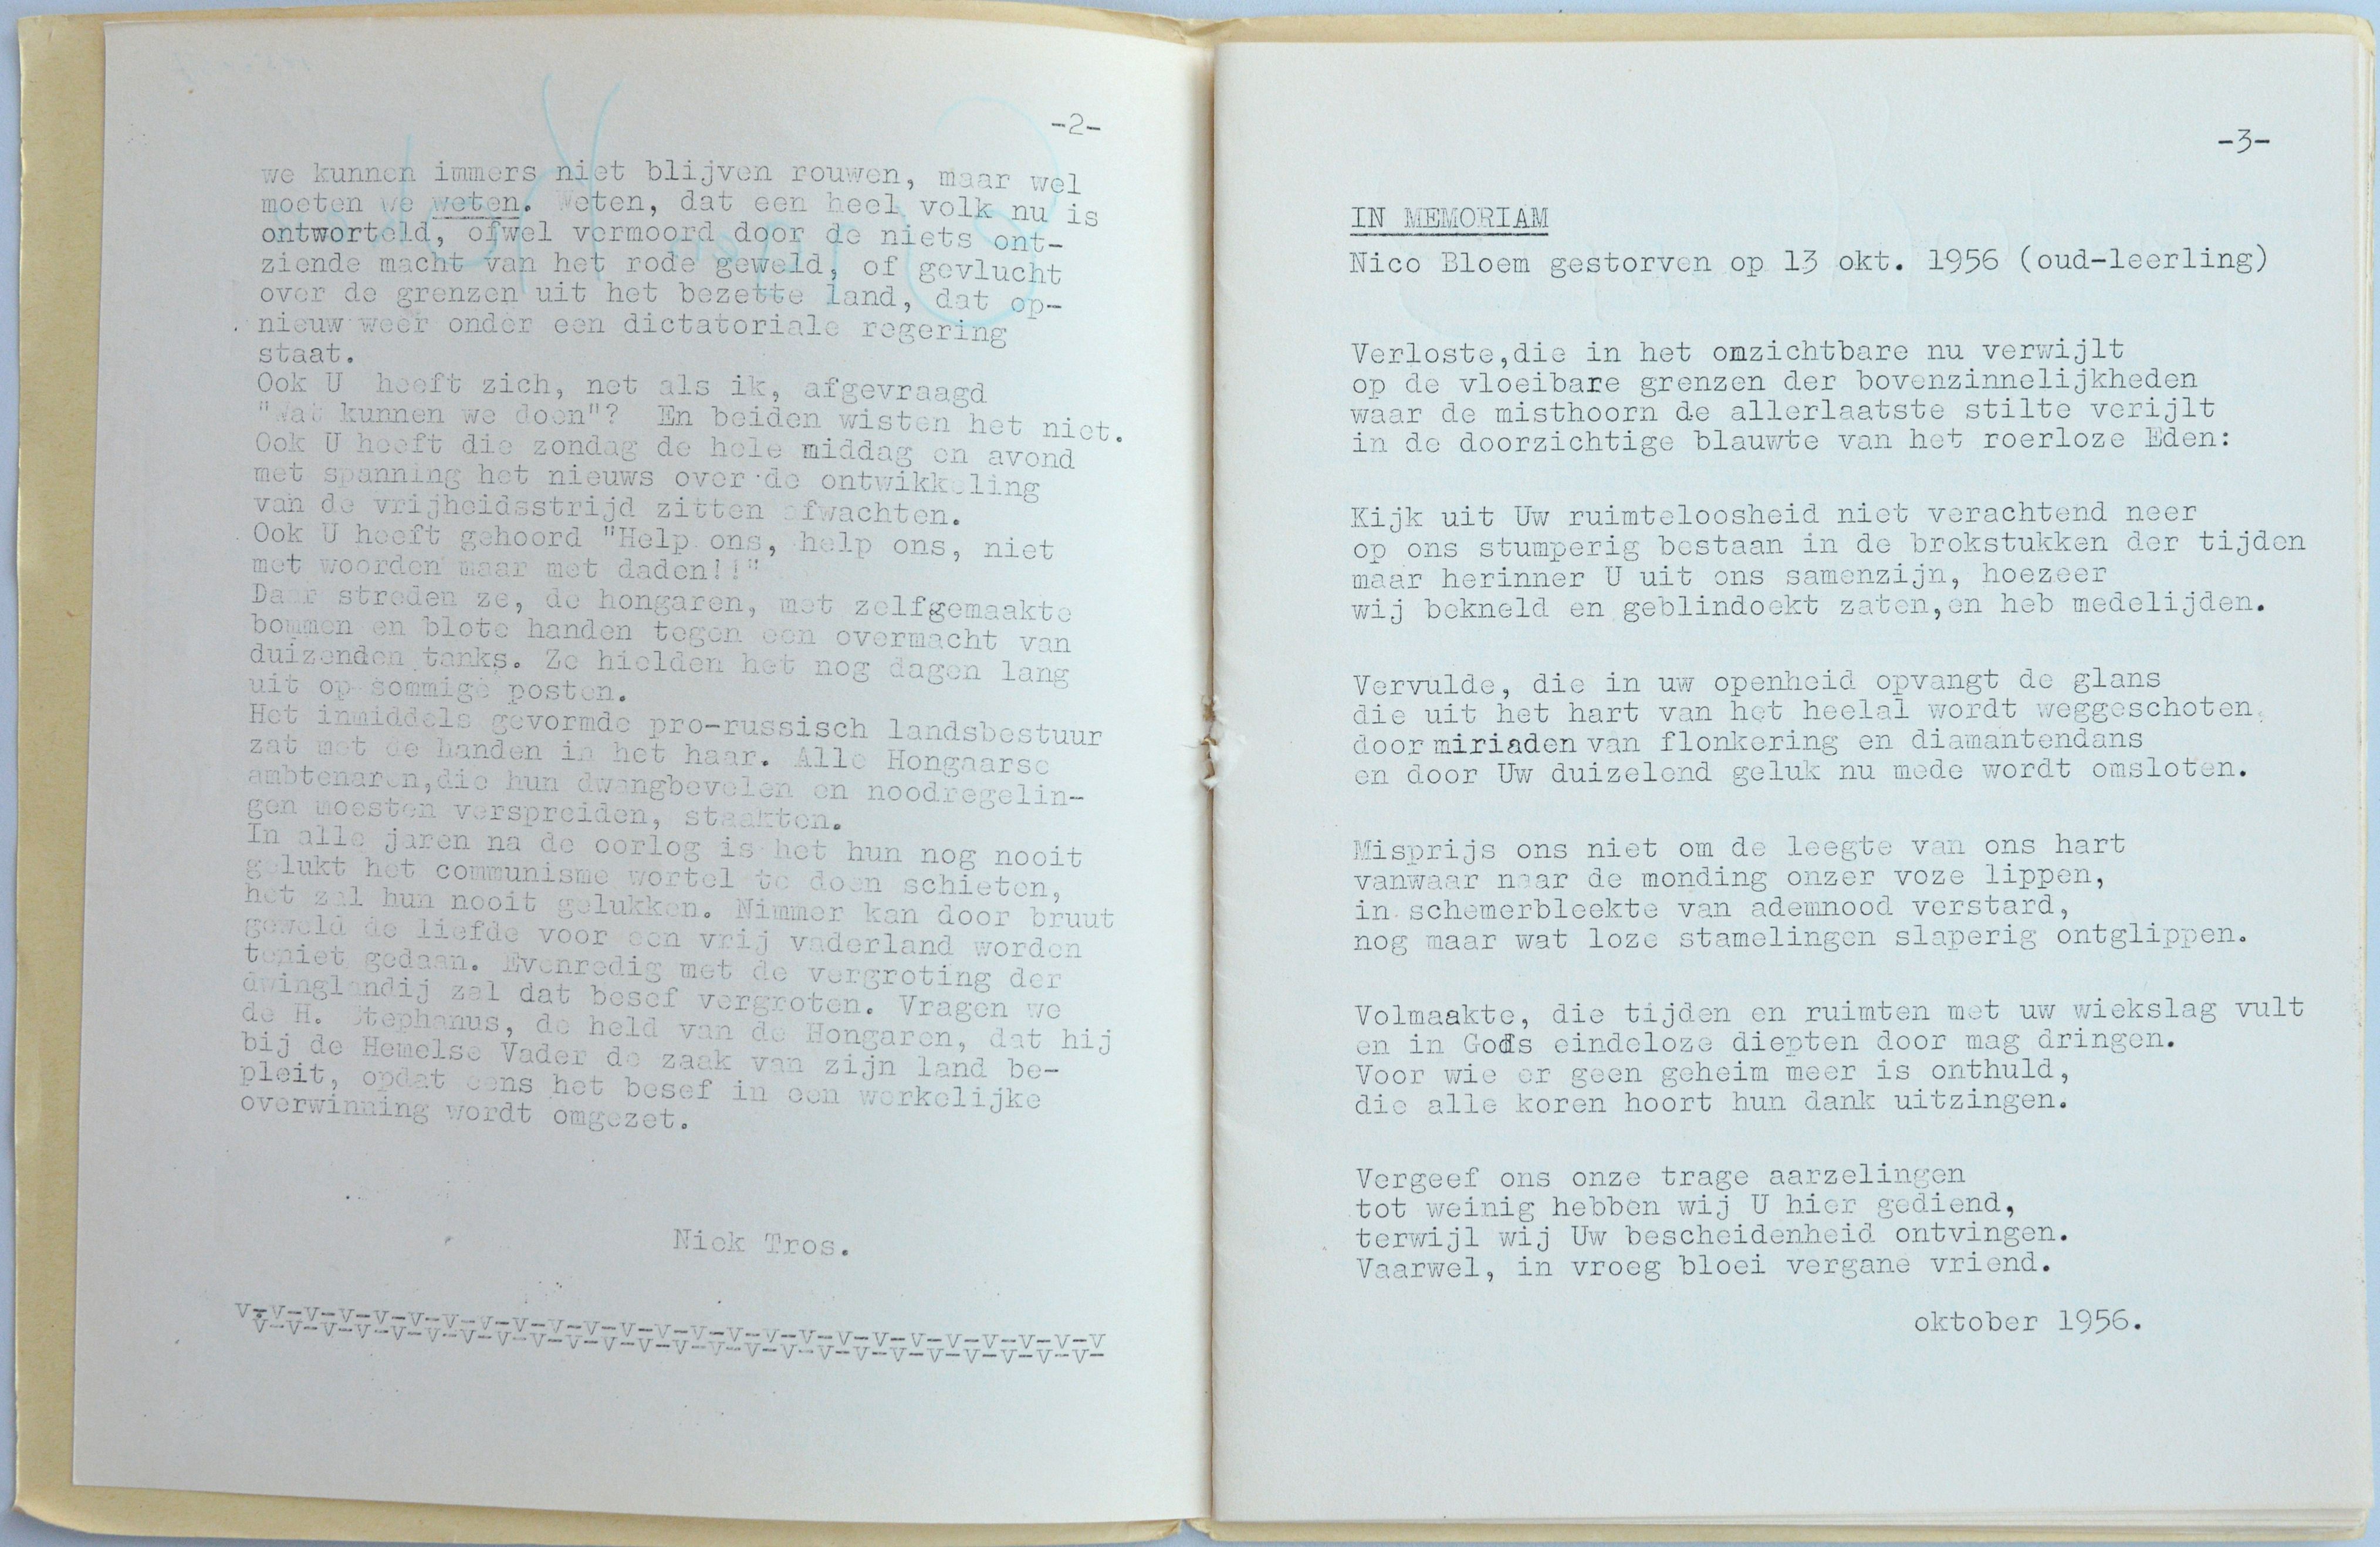 -2-
we kunnen immers niet blijven rouwen, maar wel
moeten we weten. Weten, dat een heel volk nu is
ontworteld, ofwel vermoord door de niets ont-
ziende macht van het rode geweld, of gevlucht
over de grenzen uit het bezette land, dat op-
nieuw weer onder een dictatoriale regering
staat.
Ook U heeft zich, net als ik, afgevraagd
"Wat kunnen we doen"? En beiden wisten het niet.
Ook U heeft die zondag de hele middag en avond
met spanning het nieuws over de ontwikkeling
van de vrijheidsstrijd zitten afwachten.
Ook U heeft gehoord "Help ons, help ons, niet
met woorden maar met daden!!"
Daar streden ze, de hongaren, met zelfgemaakte
bommen en blote handen tegen een overmacht van
duizenden tanks. Ze hielden het nog dagen lang
uit op sommige posten.
Het inmiddels gevormde pro-russisch landsbestuur
zat met de handen in het haar. Alle Hongaarse
ambtenaren,die hun dwangbevelen en noodregelin-
gen moesten verspreiden, staakten.
In alle jaren na de oorlog is het hun nog nooit
gelukt het communisme wortel te doen schieten,
het zal hun nooit gelukken. Nimmer kan door bruut
geweld de liefde voor een vrij vaderland worden
teniet gedaan. Evenredig met de vergroting der
dwinglandij zal dat besef vergroten. Vragen we
de H. Stephanus, de held van de Hongaren, dat hij
bij de Hemelse Vader de zaak van zijn land be-
pleit, opdat eens het besef in een werkelijke
overwinning wordt omgezet.
Niek Tros.
V-V-V-V-V-V-V-V-V-V-V-V-V-V-V-V-V-V-V-V-V-V-V-V-V
V-V-V-V-V-V-V-V-V-V-V-V-V-V-V-V-V-V-V-V-V-V-V-V-
-3-
IN MEMORIAM
Nico Bloem gestorven op 13 okt. 1956 (oud-leerling)
Verloste,die in het onzichtbare nu verwijlt
op de vloeibare grenzen der bovenzinnelijkheden
waar de misthoorn de allerlaatste stilte verijlt
in de doorzichtige blauwte van het roerloze Eden:
Kijk uit Uw ruimteloosheid niet verachtend neer
op ons stumperig bestaan in de brokstukken der tijden
maar herinner U uit ons samenzijn, hoezeer
wij bekneld en geblindoekt zaten,en heb medelijden.
Vervulde, die in uw openheid opvangt de glans
die uit het hart van het heelal wordt weggeschoten,
door miriaden van flonkering en diamantendans
en door Uw duizelend geluk nu mede wordt omsloten.
Misprijs ons niet om de leegte van ons hart
vanwaar naar de monding onzer voze lippen,
in schemerbleekte van ademnood verstard,
nog maar wat loze stamelingen slaperig ontglippen.
Volmaakte, die tijden en ruimten met uw wiekslag vult
en in Gods eindeloze diepten door mag dringen.
Voor wie er geen geheim meer is onthuld,
die alle koren hoort hun dank uitzingen.
Vergeef ons onze trage aarzelingen
tot weinig hebben wij U hier gediend,
terwijl wij Uw bescheidenheid ontvingen.
Vaarwel, in vroeg bloei vergane vriend.
oktober 1956.